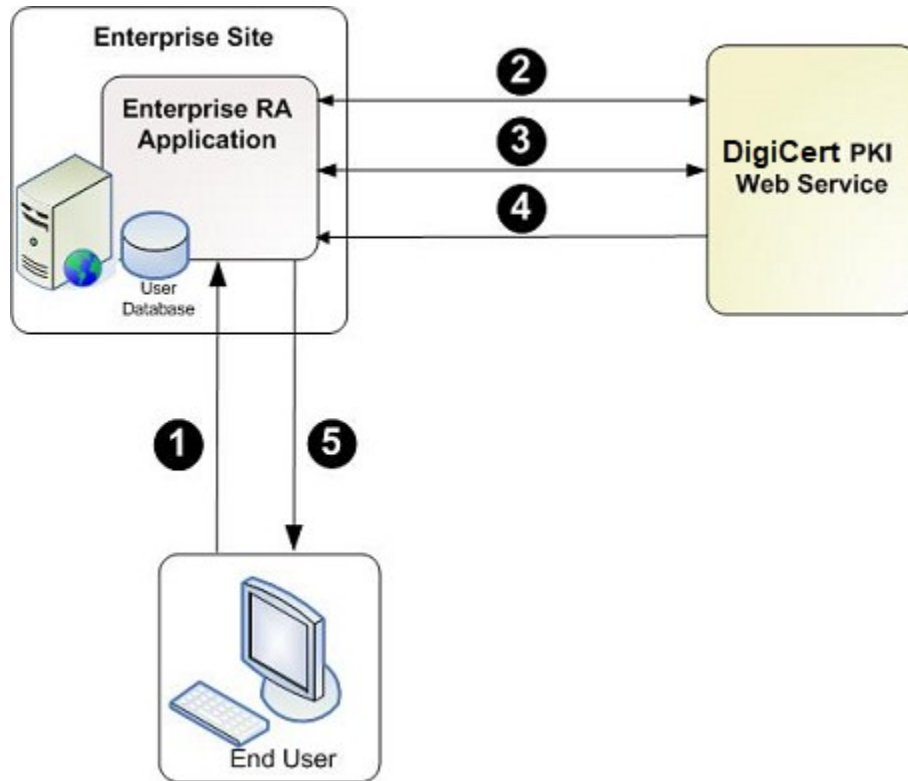 Enterprise Site
Enterprise RA
Application
User
Database
2
3
4
DigiCert PKI
Web Service
1
5
End User